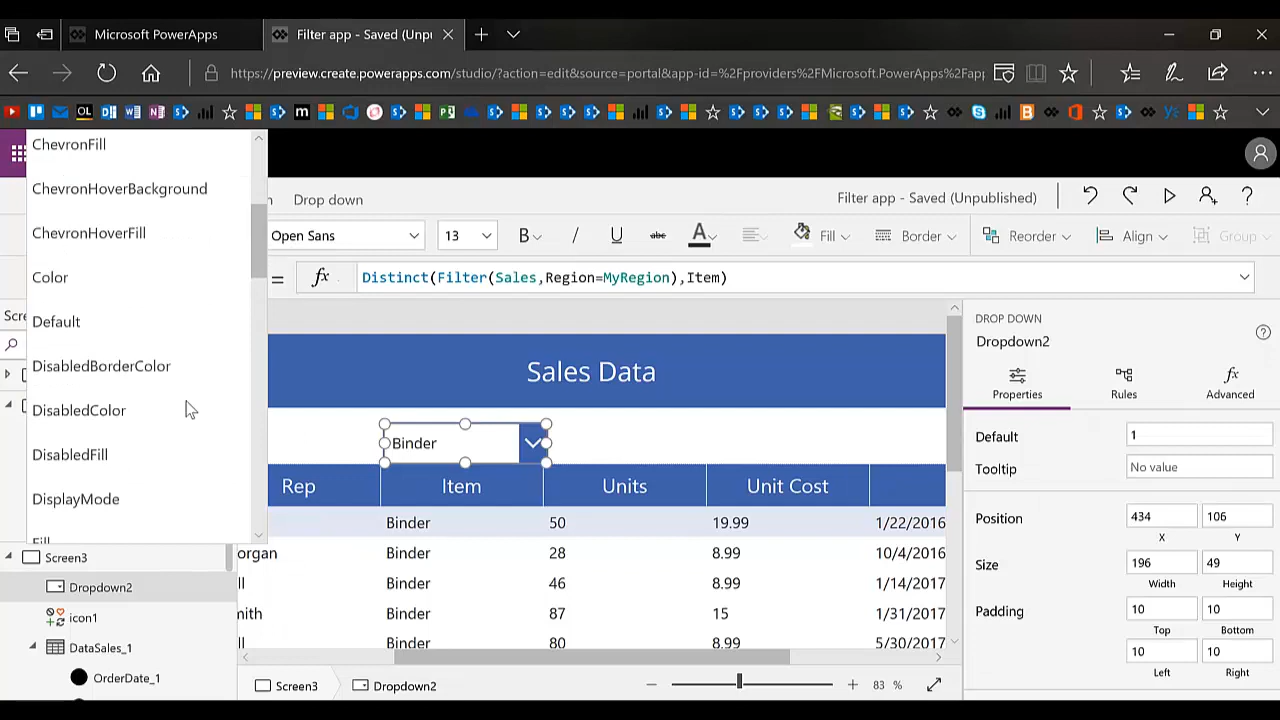 Microsoft PowerApps
Filter app - Saved (Unpu
https://preview.create.powerapps.com/studio/?action=edit&source=portal&app-id=%2Fproviders%2FMicrosoft.PowerApps%2Fapp
Drop down
Filter app - Saved (Unpublished)
Open Sans
13
B
Fill
Border
Reorder
Align
Group
=
fx
Distinct(Filter(Sales,Region=MyRegion),Item)
ChevronFill
ChevronHoverBackground
ChevronHoverFill
Color
Default
DisabledBorderColor
DisabledColor
DisabledFill
DisplayMode
Fill
Scre
Screen3
Dropdown2
icon1
DataSales_1
OrderDate_1
Sales Data
Binder
Rep Item Units Unit Cost
Binder 50 19.99 1/22/2016
organ Binder 28 8.99 10/4/2016
ll Binder 46 8.99 1/14/2017
mith Binder 87 15 1/31/2017
ll Binder 80 8.99 5/30/2017
Screen3 Dropdown2
83 %
DROP DOWN
Dropdown2
Properties Rules Advanced
Default 1
Tooltip No value
Position 434 106
X Y
Size 196 49
Width Height
Padding 10 10
Top Bottom
10 10
Left Right